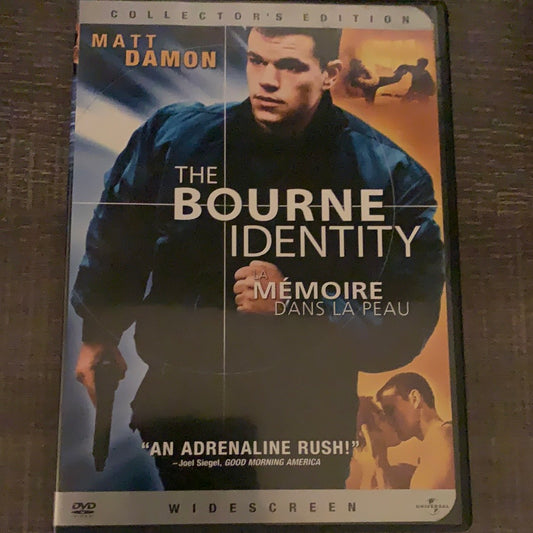 COLLECTOR'S EDITION
MATT
DAMON
THE
BOURNE
IDENTITY
LA
MÉMOIRE
DANS LA PEAU
"AN ADRENALINE RUSH!"
–Joel Siegel, GOOD MORNING AMERICA
DVD
VIDEO
WIDESCREEN
UNIVERSAL